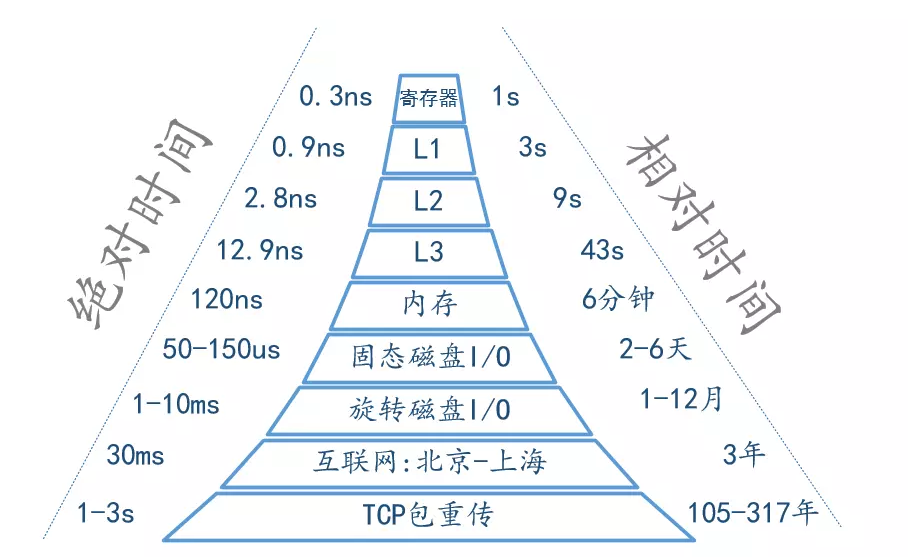 绝对时间
相对时间
0.3ns 寄存器 1s
0.9ns L1 3s
2.8ns L2 9s
12.9ns L3 43s
120ns 内存 6分钟
50-150us 固态磁盘I/O 2-6天
1-10ms 旋转磁盘I/O 1-12月
30ms 互联网:北京-上海 3年
1-3s TCP包重传 105-317年